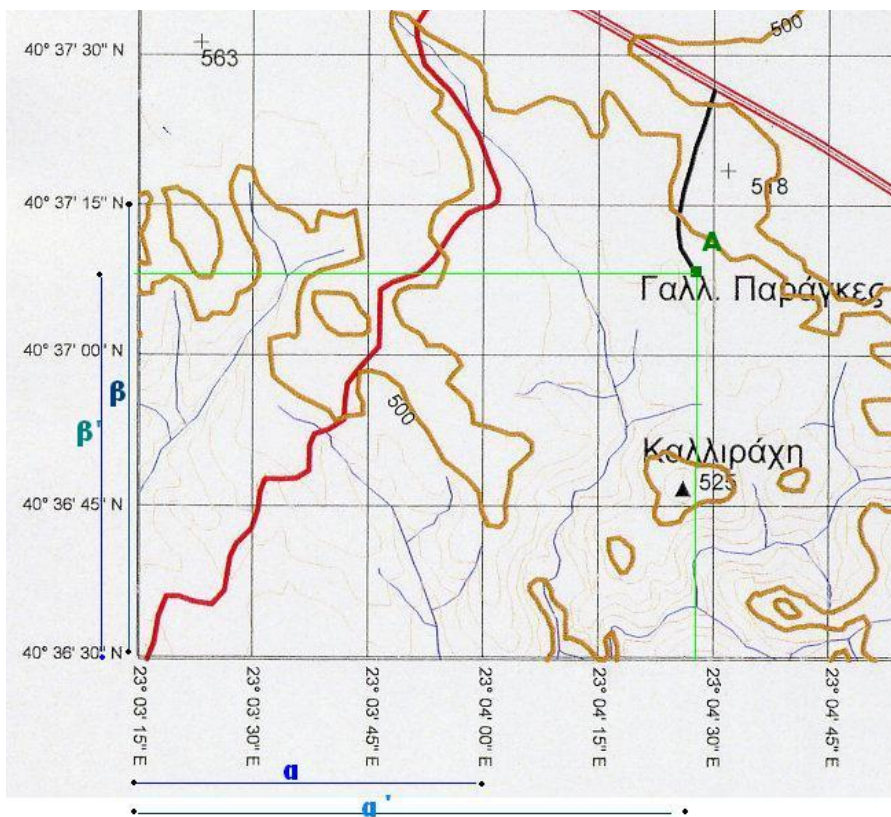 500
40° 37' 30" N
563
518
40° 37' 15" N
A
Γαλλ. Παράγκες
40° 37' 00" N
β
β'
500
Καλλιράχη
525
40° 36' 45" N
40° 36' 30" N
23° 03' 15" E
23° 03' 30" E
23° 03' 45" E
23° 04' 00" E
23° 04' 15" E
23° 04' 30" E
23° 04' 45" E
α
α'